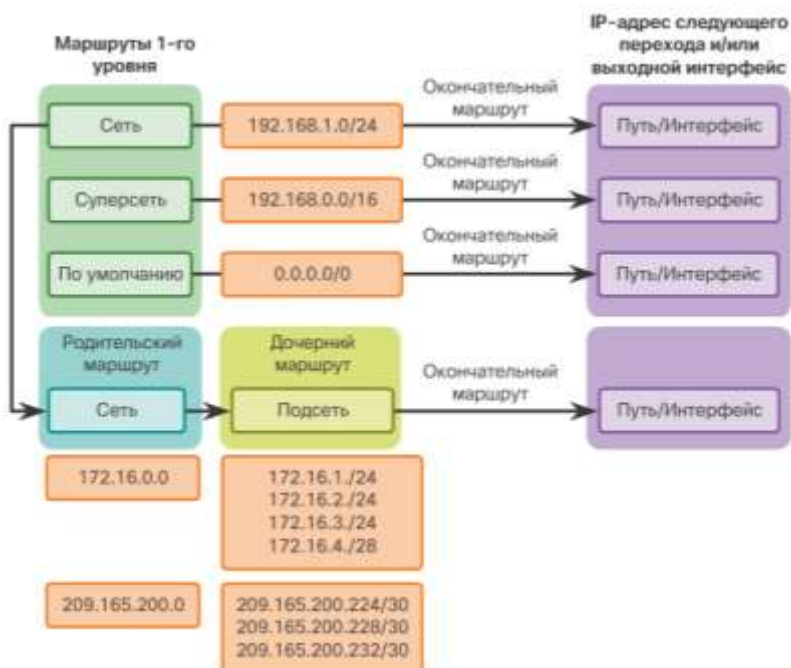 Маршруты 1-го
уровня
IP-адрес следующего
перехода и/или
выходной интерфейс
Сеть
192.168.1.0/24
Окончательный
маршрут
Путь/Интерфейс
Суперсеть
192.168.0.0/16
Окончательный
маршрут
Путь/Интерфейс
По умолчанию
0.0.0.0/0
Окончательный
маршрут
Путь/Интерфейс
Родительский
маршрут
Сеть
Дочерний
маршрут
Подсеть
Окончательный
маршрут
Путь/Интерфейс
172.16.0.0
172.16.1./24
172.16.2./24
172.16.3./24
172.16.4./28
209.165.200.0
209.165.200.224/30
209.165.200.228/30
209.165.200.232/30